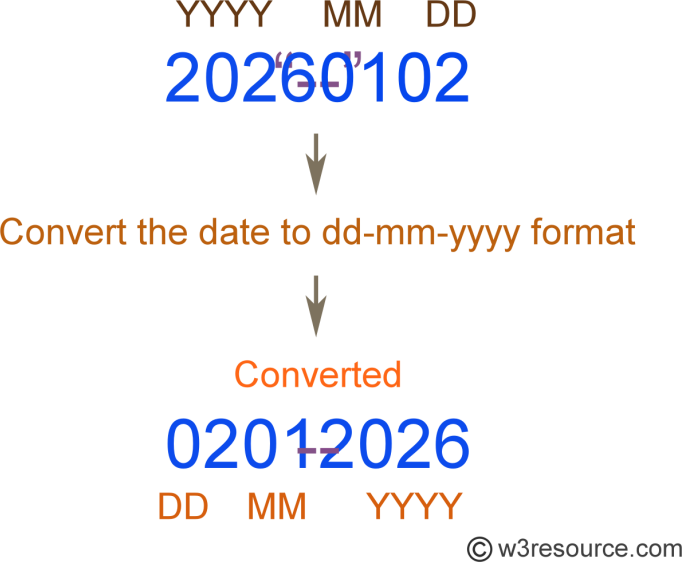 YYYY MM DD
“--”
20260102
Convert the date to dd-mm-yyyy format
Converted
02012026
--
DD MM YYYY
© w3resource.com